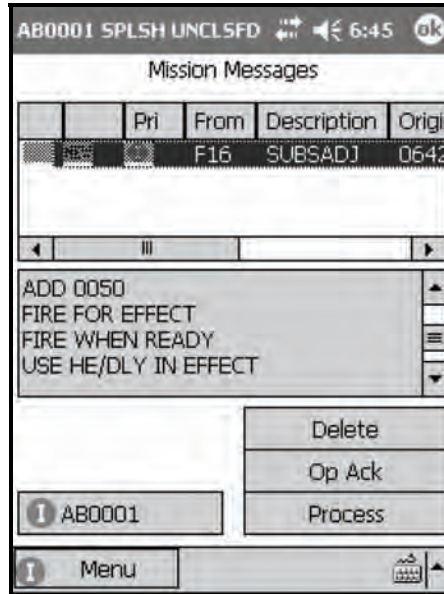 AB0001 SPLSH UNCLSFD 6:45 ok
Mission Messages
Pri From Description Origi
NEW F16 SUBSADJ 0642
ADD 0050
FIRE FOR EFFECT
FIRE WHEN READY
USE HE/DLY IN EFFECT
Delete
Op Ack
I AB0001 Process
I Menu